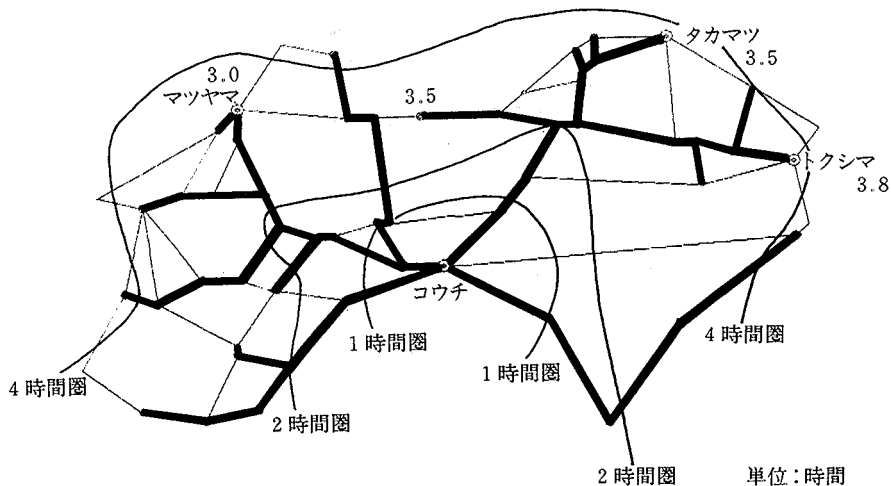 タカマツ
3.5
3.0
マツヤマ
3.5
トクシマ
3.8
コウチ
1時間圏
4時間圏
1時間圏
4時間圏
2時間圏
2時間圏
単位:時間